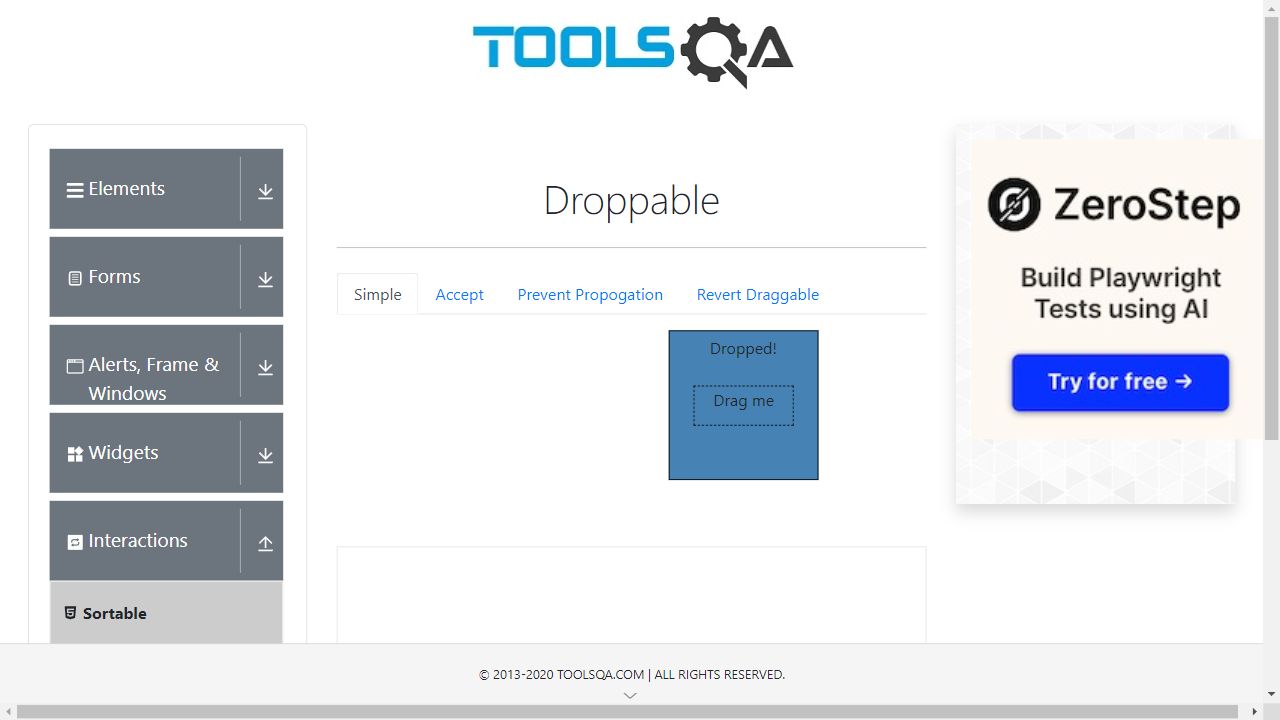 TOOLSQA
Elements
Forms
Alerts, Frame &
Windows
Widgets
Interactions
Sortable
Droppable
Simple
Accept
Prevent Propogation
Revert Draggable
Dropped!
Drag me
ZeroStep
Build Playwright
Tests using AI
Try for free →
© 2013-2020 TOOLSQA.COM | ALL RIGHTS RESERVED.